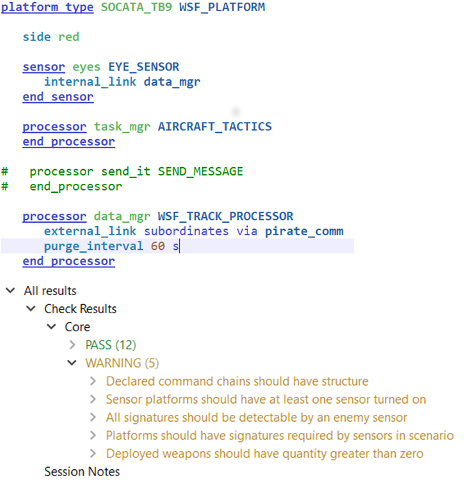 platform_type SOCATA_TB9 WSF_PLATFORM
side red
sensor eyes EYE_SENSOR
internal_link data_mgr
end_sensor
processor task_mgr AIRCRAFT_TACTICS
end_processor
# processor send_it SEND_MESSAGE
# end_processor
processor data_mgr WSF_TRACK_PROCESSOR
external_link subordinates via pirate_comm
purge_interval 60 s
end_processor
All results
Check Results
Core
PASS (12)
WARNING (5)
Declared command chains should have structure
Sensor platforms should have at least one sensor turned on
All signatures should be detectable by an enemy sensor
Platforms should have signatures required by sensors in scenario
Deployed weapons should have quantity greater than zero
Session Notes